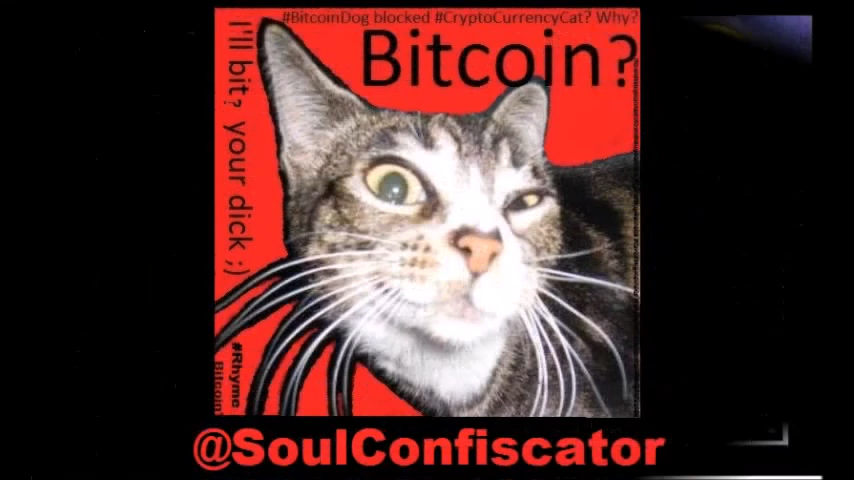 #BitcoinDog blocked #CryptoCurrencyCat? Why?
Bitcoin?
I'll bit? your dick ;)
#Rhyme
Bitcoin?
@SoulConfiscator